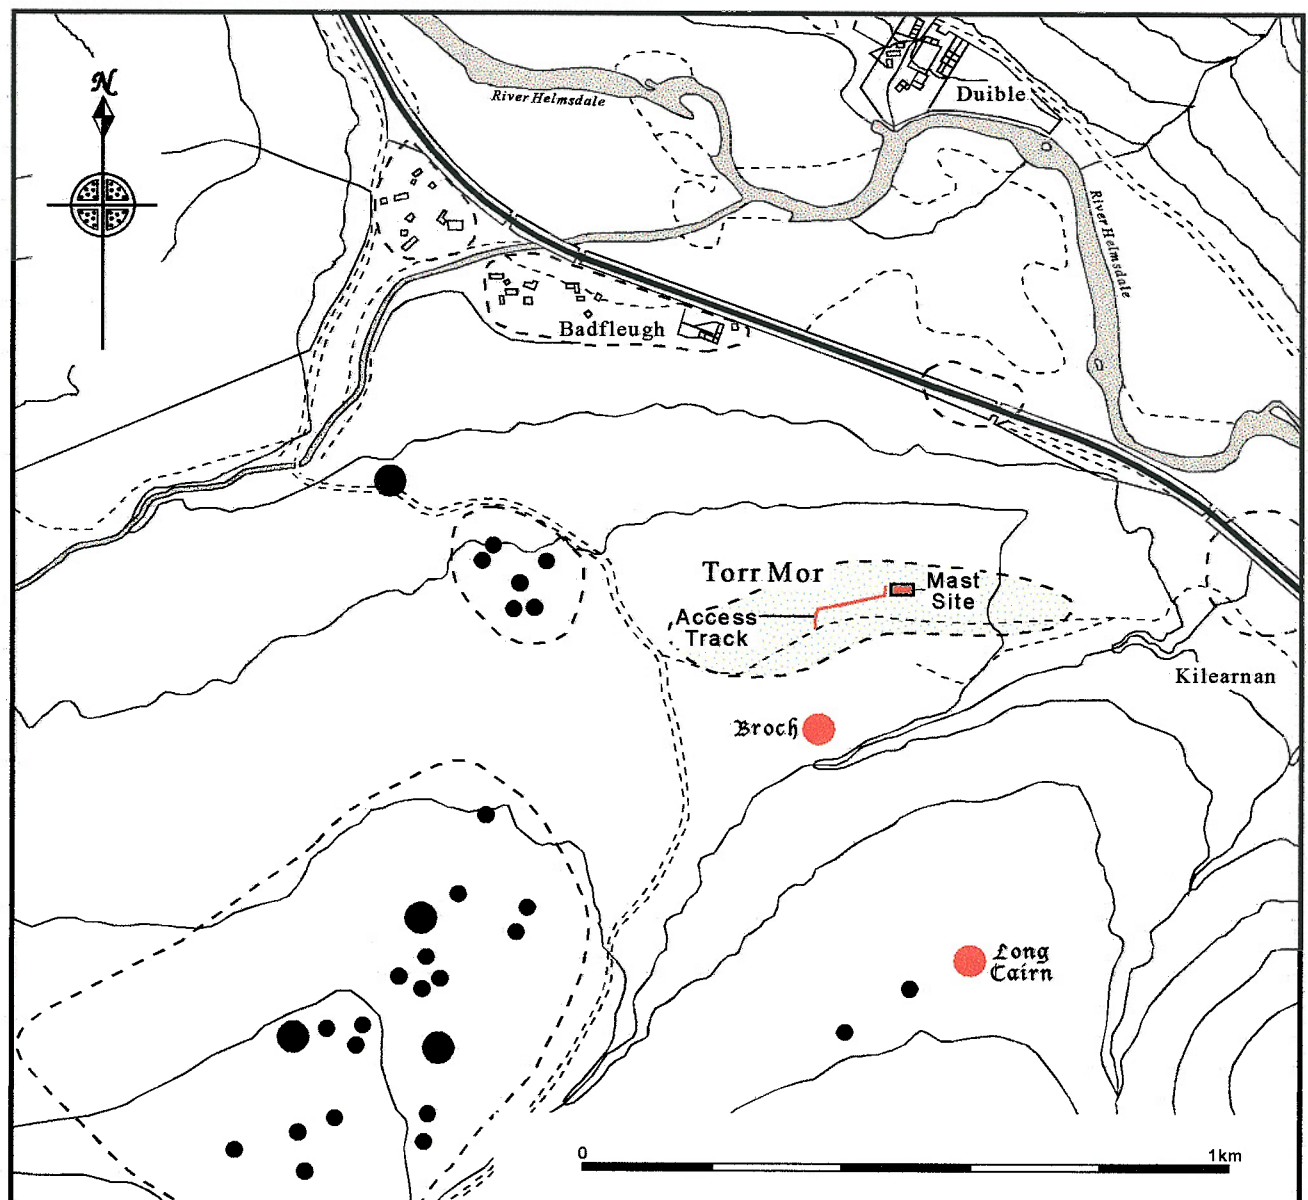 N
River Helmsdale
Duible
River Helmsdale
Badfleugh
Torr Mor
Mast
Site
Access
Track
Kilearnan
Broch
Long
Cairn
0
1km